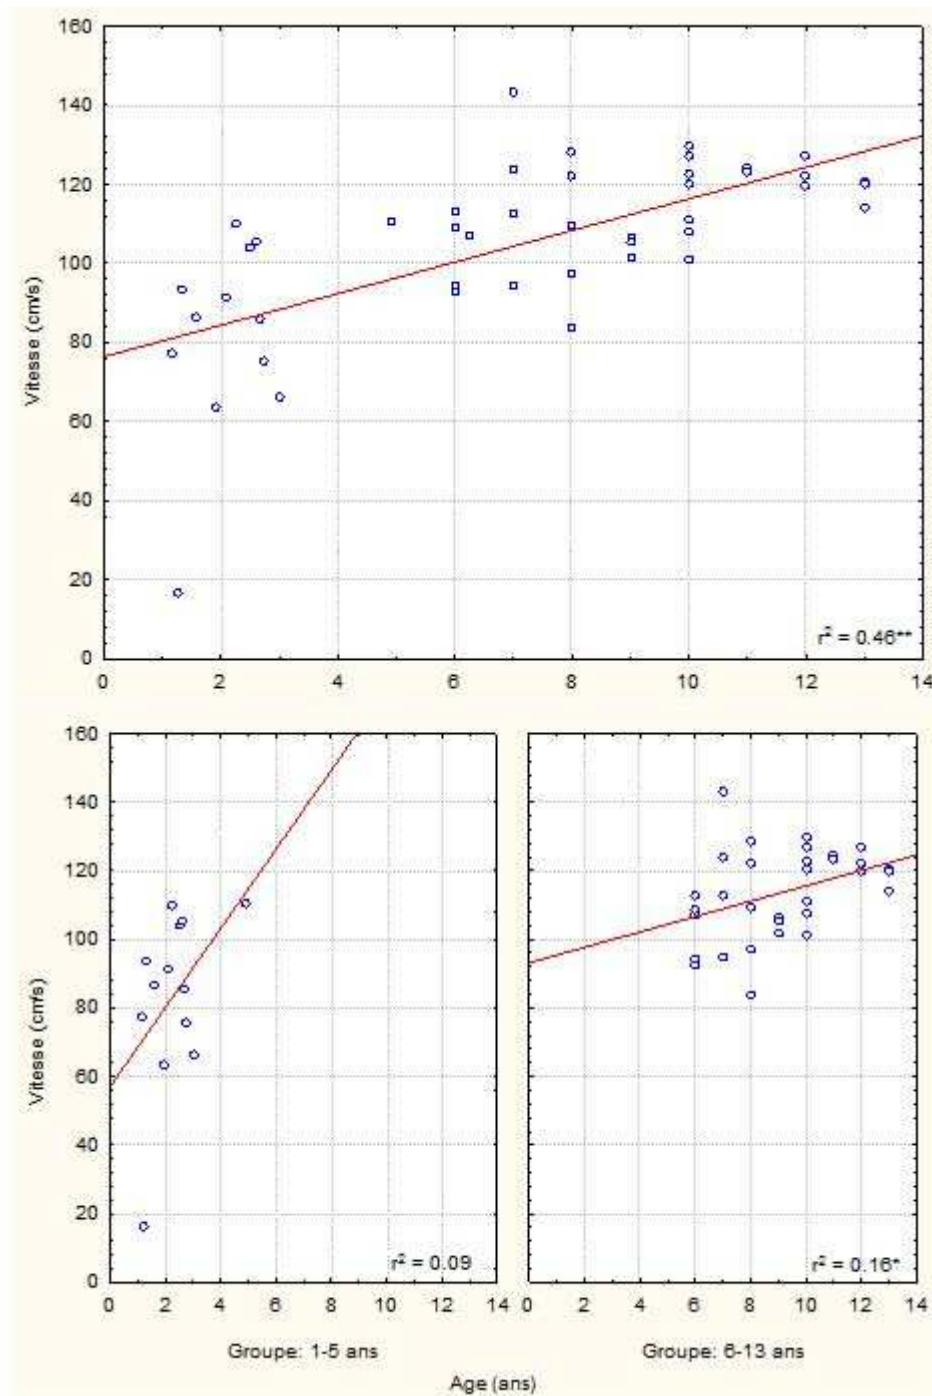 160
140
120
100
80
60
40
20
0
Vitesse (cm/s)
r² = 0.46**
0 2 4 6 8 10 12 14
160
140
120
100
80
60
40
20
0
Vitesse (cm/s)
r² = 0.09
r² = 0.16*
0 2 4 6 8 10 12 14
0 2 4 6 8 10 12 14
Groupe: 1-5 ans
Groupe: 6-13 ans
Age (ans)